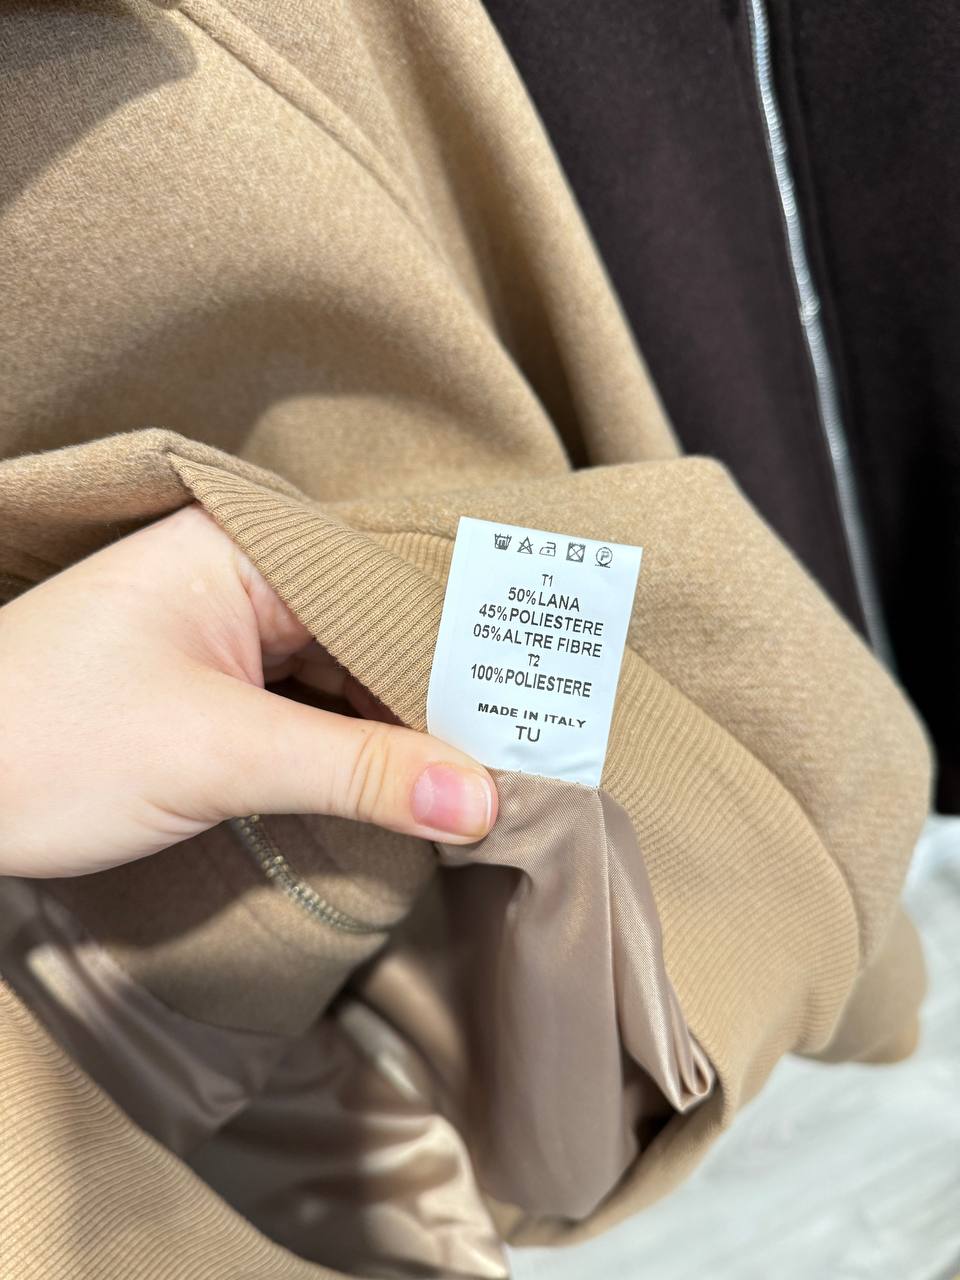 T1
50%LANA
45%POLIESTERE
05%ALTRE FIBRE
T2
100%POLIESTERE
MADE IN ITALY
TU